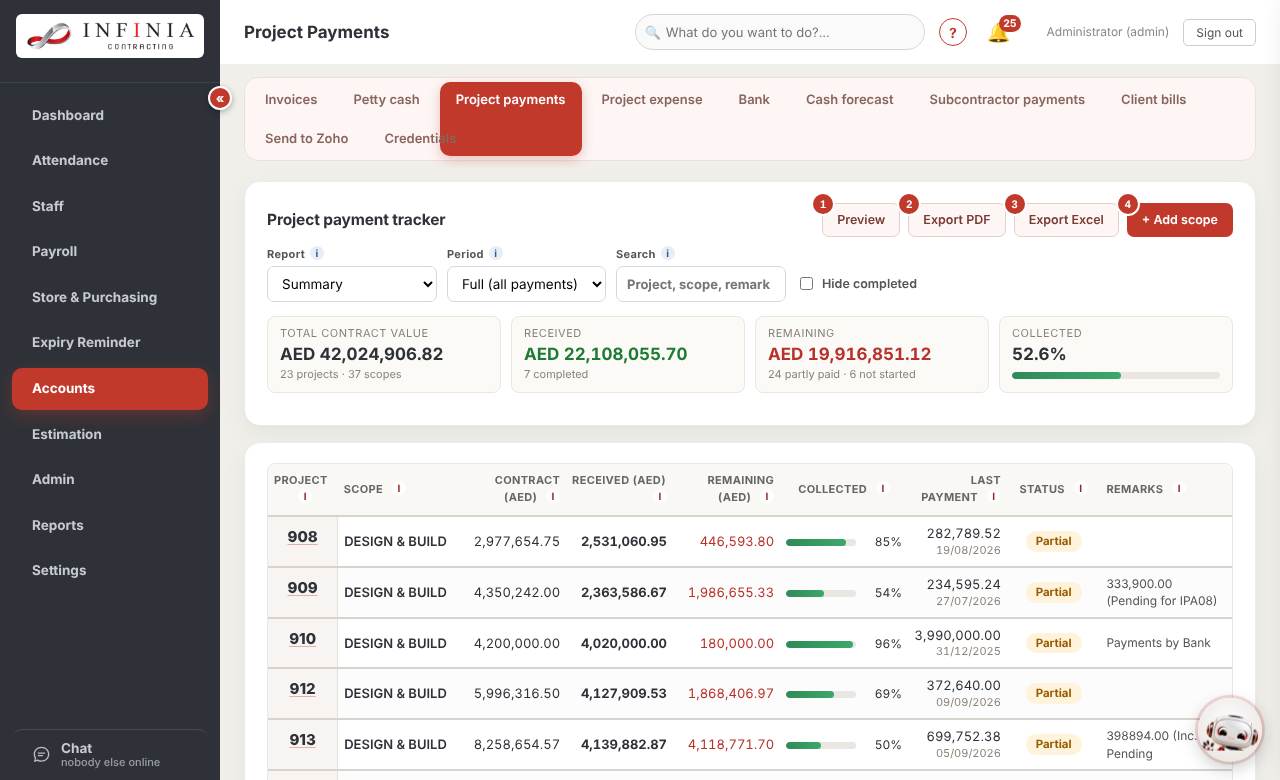 INFINIA
CONTRACTING
Project Payments
What do you want to do?...
?
25
Administrator (admin)
Sign out
«
Dashboard
Attendance
Staff
Payroll
Store & Purchasing
Expiry Reminder
Accounts
Estimation
Admin
Reports
Settings
Chat
nobody else online
Invoices Petty cash Project payments Project expense Bank Cash forecast Subcontractor payments Client bills
Send to Zoho Credentials
Project payment tracker
1 Preview 2 Export PDF 3 Export Excel 4 + Add scope
Report i Period i Search i
Summary Full (all payments) Project, scope, remark Hide completed
TOTAL CONTRACT VALUE
AED 42,024,906.82
23 projects · 37 scopes
RECEIVED
AED 22,108,055.70
7 completed
REMAINING
AED 19,916,851.12
24 partly paid · 6 not started
COLLECTED
52.6%
PROJECT I SCOPE I CONTRACT (AED) I RECEIVED (AED) I REMAINING (AED) I COLLECTED I LAST PAYMENT I STATUS I REMARKS I
908 DESIGN & BUILD 2,977,654.75 2,531,060.95 446,593.80 85% 282,789.52 Partial
19/08/2026
909 DESIGN & BUILD 4,350,242.00 2,363,586.67 1,986,655.33 54% 234,595.24 Partial 333,900.00
27/07/2026 (Pending for IPA08)
910 DESIGN & BUILD 4,200,000.00 4,020,000.00 180,000.00 96% 3,990,000.00 Partial Payments by Bank
31/12/2025
912 DESIGN & BUILD 5,996,316.50 4,127,909.53 1,868,406.97 69% 372,640.00 Partial
09/09/2026
913 DESIGN & BUILD 8,258,654.57 4,139,882.87 4,118,771.70 50% 699,752.38 Partial 398894.00
05/09/2026 Pending